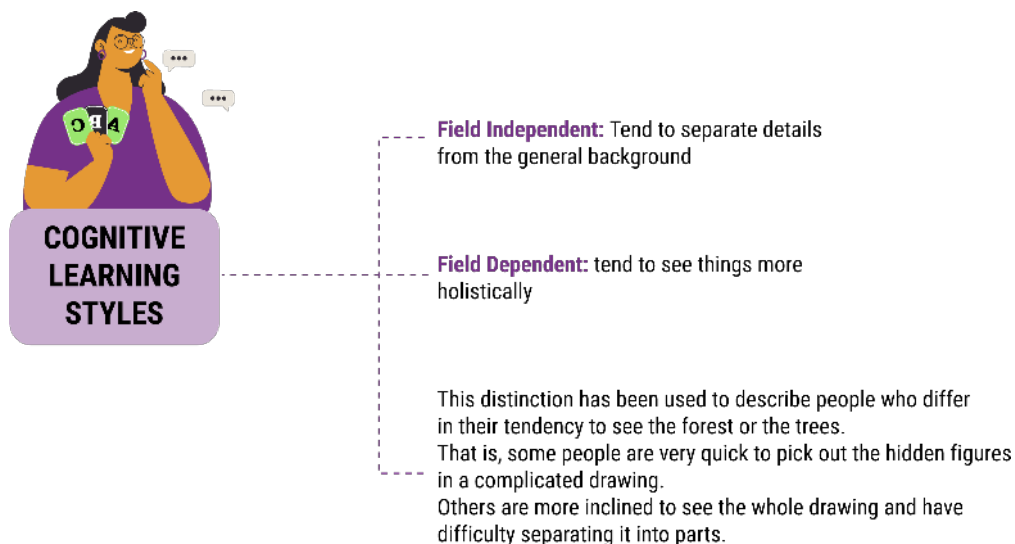 A B C
COGNITIVE
LEARNING
STYLES
Field Independent: Tend to separate details
from the general background
Field Dependent: tend to see things more
holistically
This distinction has been used to describe people who differ
in their tendency to see the forest or the trees.
That is, some people are very quick to pick out the hidden figures
in a complicated drawing.
Others are more inclined to see the whole drawing and have
difficulty separating it into parts.